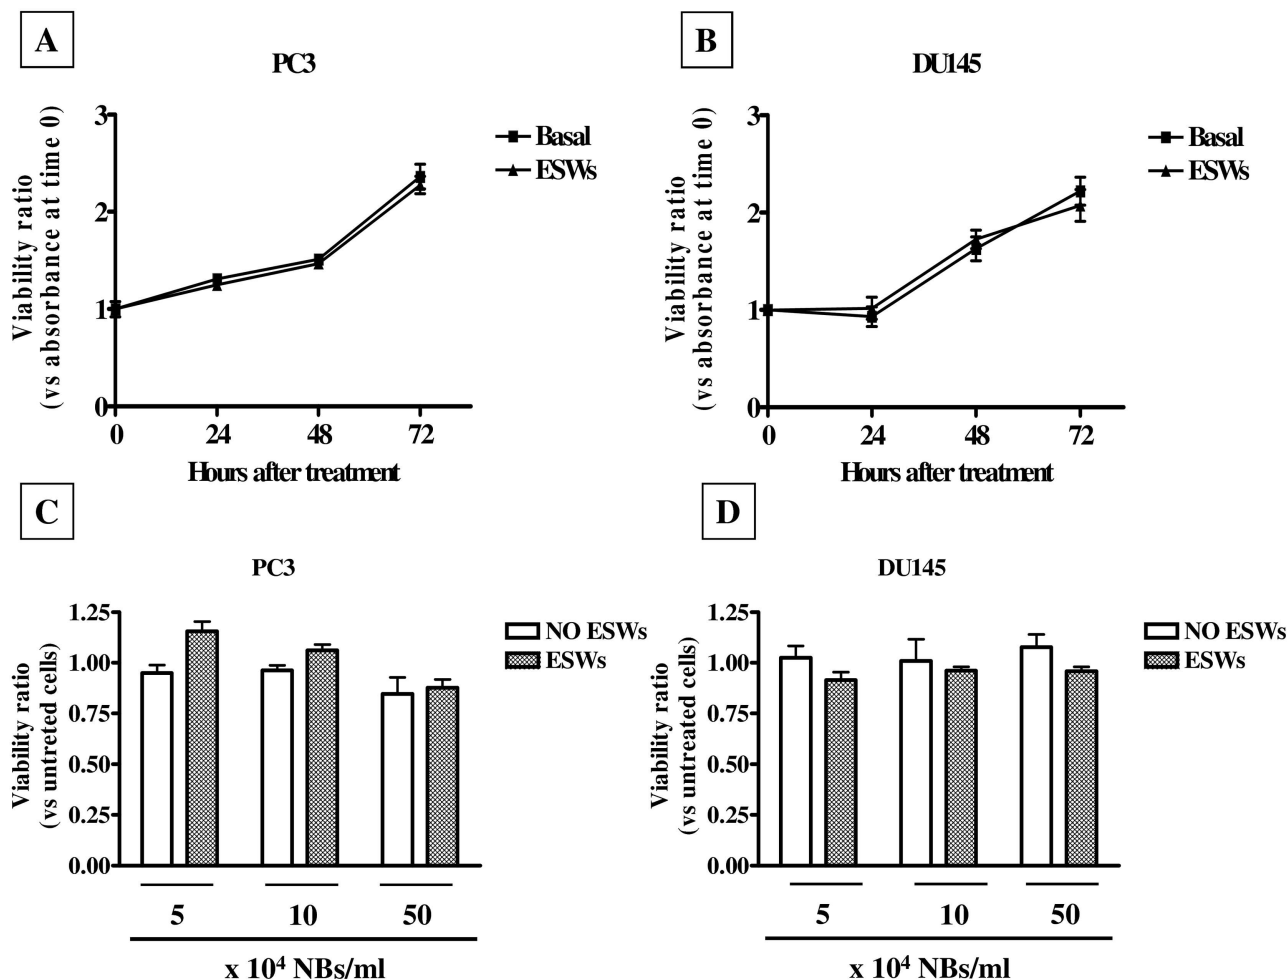 A
PC3
Viability ratio
(vs absorbance at time 0)
3
2
1
0
0 24 48 72
Hours after treatment
Basal
ESWs
B
DU145
Viability ratio
(vs absorbance at time 0)
3
2
1
0
0 24 48 72
Hours after treatment
Basal
ESWs
C
PC3
Viability ratio
(vs untreted cells)
1.25
1.00
0.75
0.50
0.25
0.00
5 10 50
x 10⁴ NBs/ml
NO ESWs
ESWs
D
DU145
Viability ratio
(vs untreated cells)
1.25
1.00
0.75
0.50
0.25
0.00
5 10 50
x 10⁴ NBs/ml
NO ESWs
ESWs